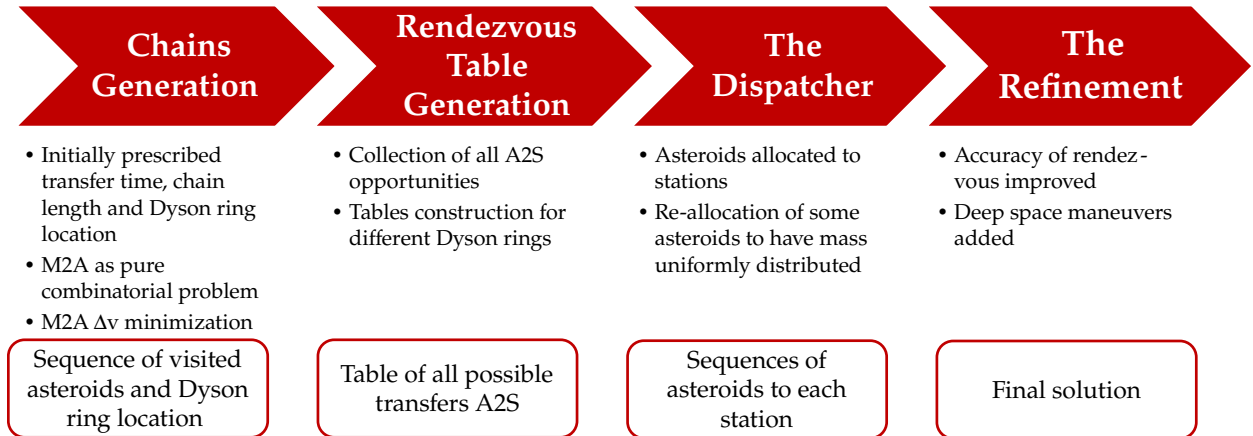 Chains
Generation
• Initially prescribed
transfer time, chain
length and Dyson ring
location
• M2A as pure
combinatorial problem
• M2A Δv minimization
Sequence of visited
asteroids and Dyson
ring location
Rendezvous
Table
Generation
• Collection of all A2S
opportunities
• Tables construction for
different Dyson rings
Table of all possible
transfers A2S
The
Dispatcher
• Asteroids allocated to
stations
• Re-allocation of some
asteroids to have mass
uniformly distributed
Sequences of
asteroids to each
station
The
Refinement
• Accuracy of rendez-
vous improved
• Deep space maneuvers
added
Final solution